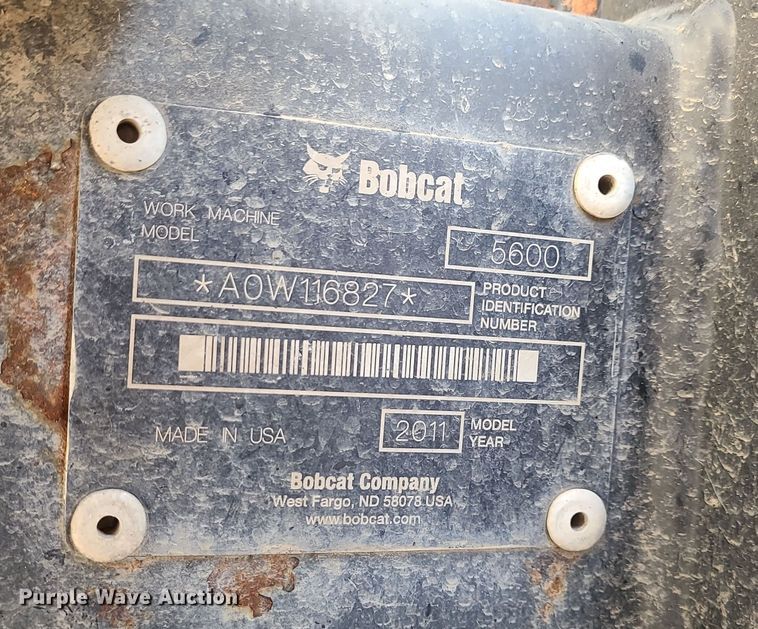 Bobcat
WORK MACHINE
MODEL
5600
*A0W116827*
PRODUCT
IDENTIFICATION
NUMBER
MADE IN USA
2011
MODEL
YEAR
Bobcat Company
West Fargo, ND 58078 USA
www.bobcat.com
Purple Wave Auction